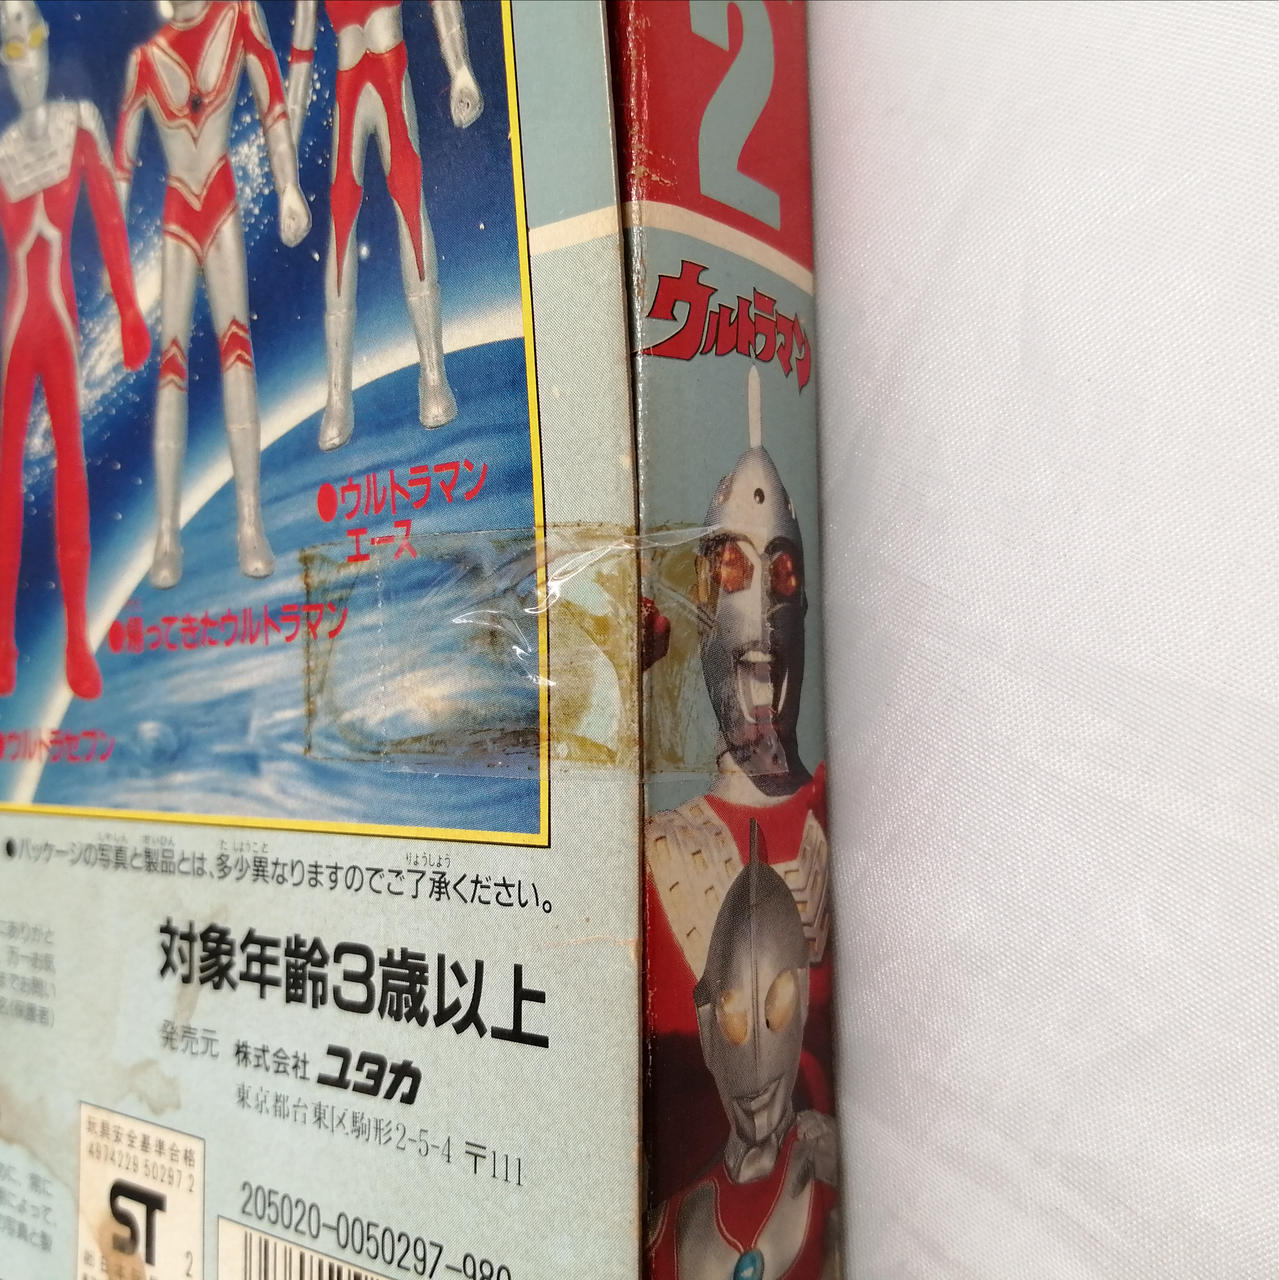 2
ウルトラマン
●ウルトラマン
エース
●帰ってきたウルトラマン
ウルトラセブン
●パッケージの写真と製品とは、多少異なりますのでご了承ください。
対象年齢3歳以上
発売元 株式会社 ユタカ
東京都台東区駒形2-5-4 〒111
玩具安全基準合格
4974229 50297 2
ST
2
205020-0050297-980